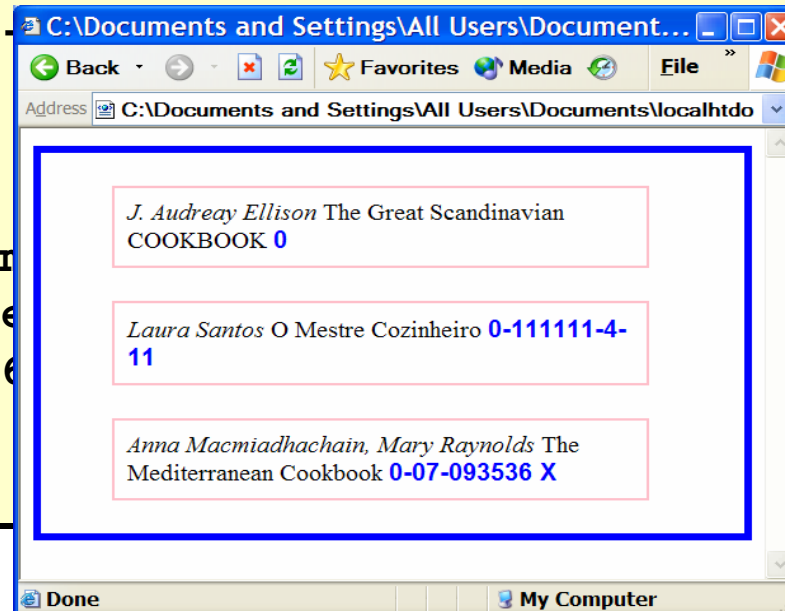 C:\Documents and Settings\All Users\Document...
Back
Favorites
Media
File
»
Address C:\Documents and Settings\All Users\Documents\localhtdo
J. Audreay Ellison The Great Scandinavian
COOKBOOK 0
Laura Santos O Mestre Cozinheiro 0-111111-4-
11
Anna Macmiadhachain, Mary Raynolds The
Mediterranean Cookbook 0-07-093536 X
Done
My Computer